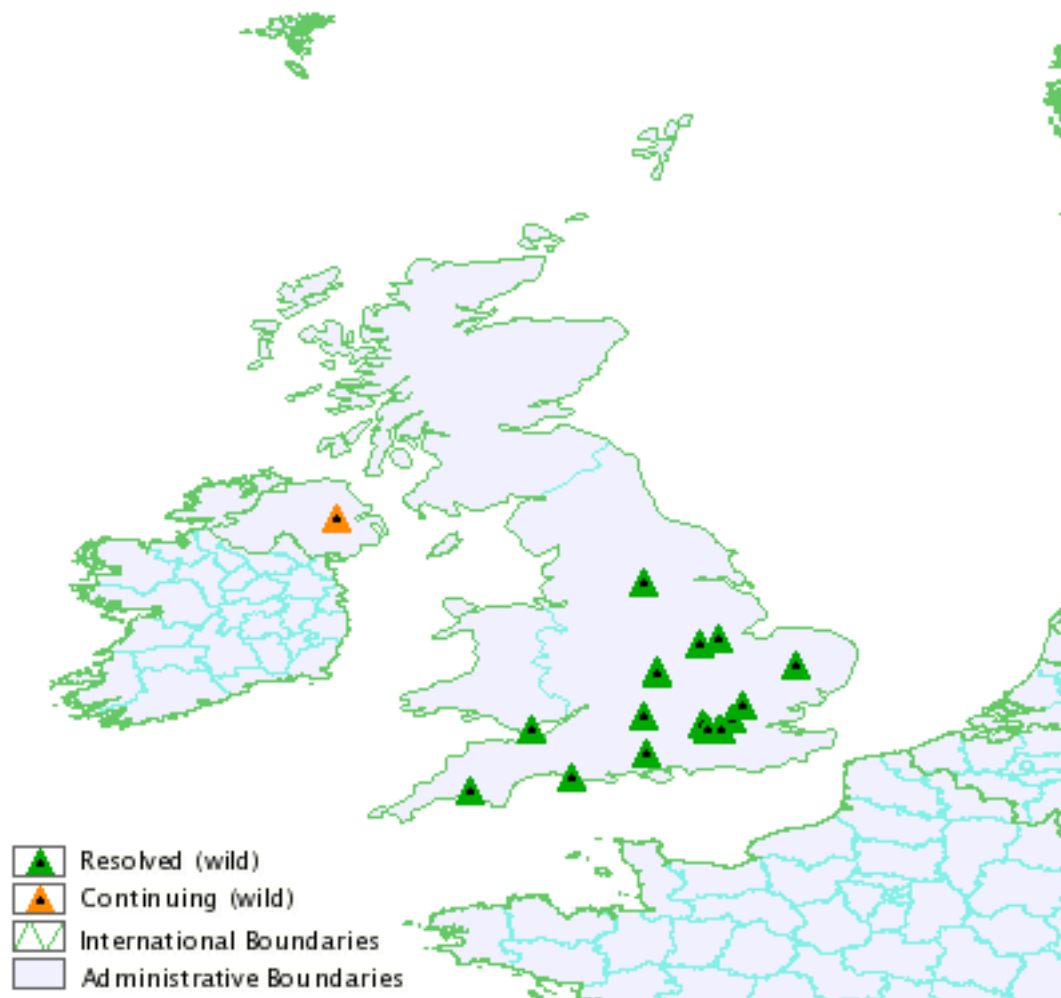 Resolved (wild)
Continuing (wild)
International Boundaries
Administrative Boundaries